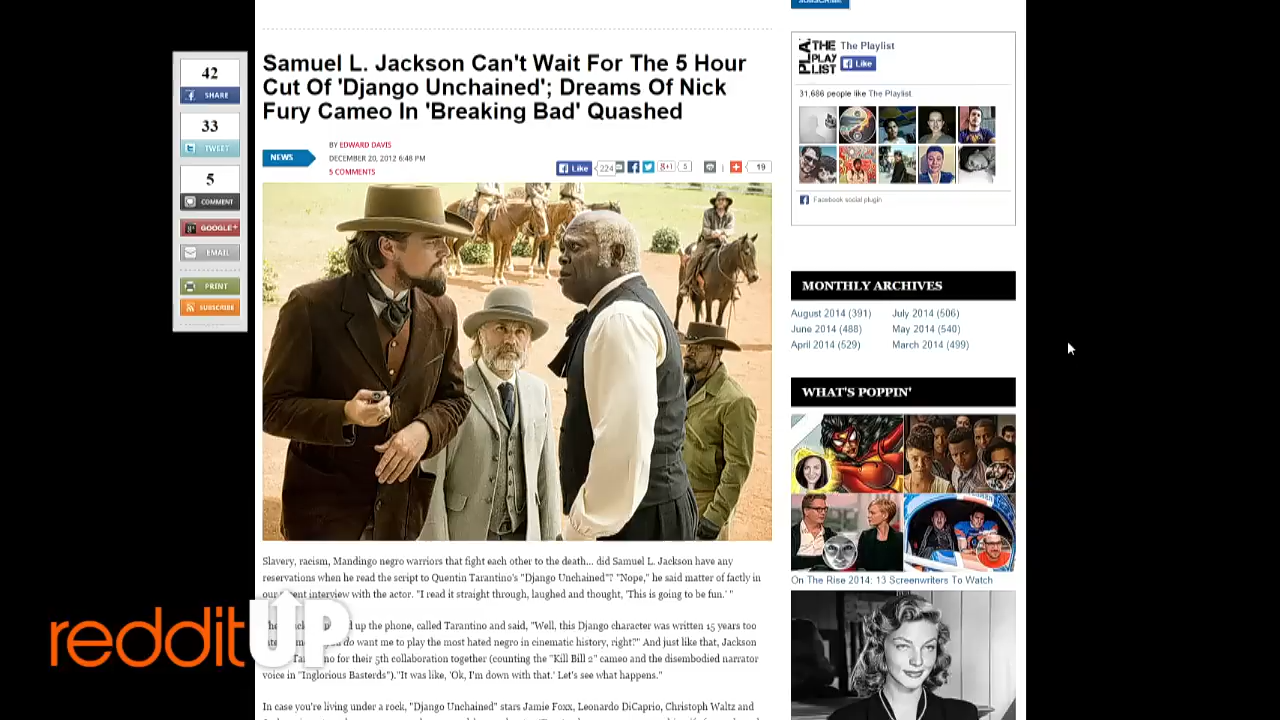 SUBSCRIBE
Samuel L. Jackson Can't Wait For The 5 Hour
Cut Of 'Django Unchained'; Dreams Of Nick
Fury Cameo In 'Breaking Bad' Quashed
NEWS
BY EDWARD DAVIS
DECEMBER 20, 2012 6:48 PM
5 COMMENTS
Like 224 g+1 5 19
42
SHARE
33
TWEET
5
COMMENT
GOOGLE+
EMAIL
PRINT
SUBSCRIBE
Slavery, racism, Mandingo negro warriors that fight each other to the death... did Samuel L. Jackson have any
reservations when he read the script to Quentin Tarantino's "Django Unchained"? "Nope," he said matter of factly in
our recent interview with the actor. "I read it straight through, laughed and thought, 'This is going to be fun.' "
up the phone, called Tarantino and said, "Well, this Django character was written 15 years too
do want me to play the most hated negro in cinematic history, right?" And just like that, Jackson
for their 5th collaboration together (counting the "Kill Bill 2" cameo and the disembodied narrator
voice in "Inglorious Basterds")."It was like, 'Ok, I'm down with that.' Let's see what happens."
In case you're living under a rock, "Django Unchained" stars Jamie Foxx, Leonardo DiCaprio, Christoph Waltz and
redditUP
THE PLAY LIST
The Playlist
Like
31,686 people like The Playlist.
Facebook social plugin
MONTHLY ARCHIVES
August 2014 (391) July 2014 (506)
June 2014 (488) May 2014 (540)
April 2014 (529) March 2014 (499)
WHAT'S POPPIN'
On The Rise 2014: 13 Screenwriters To Watch